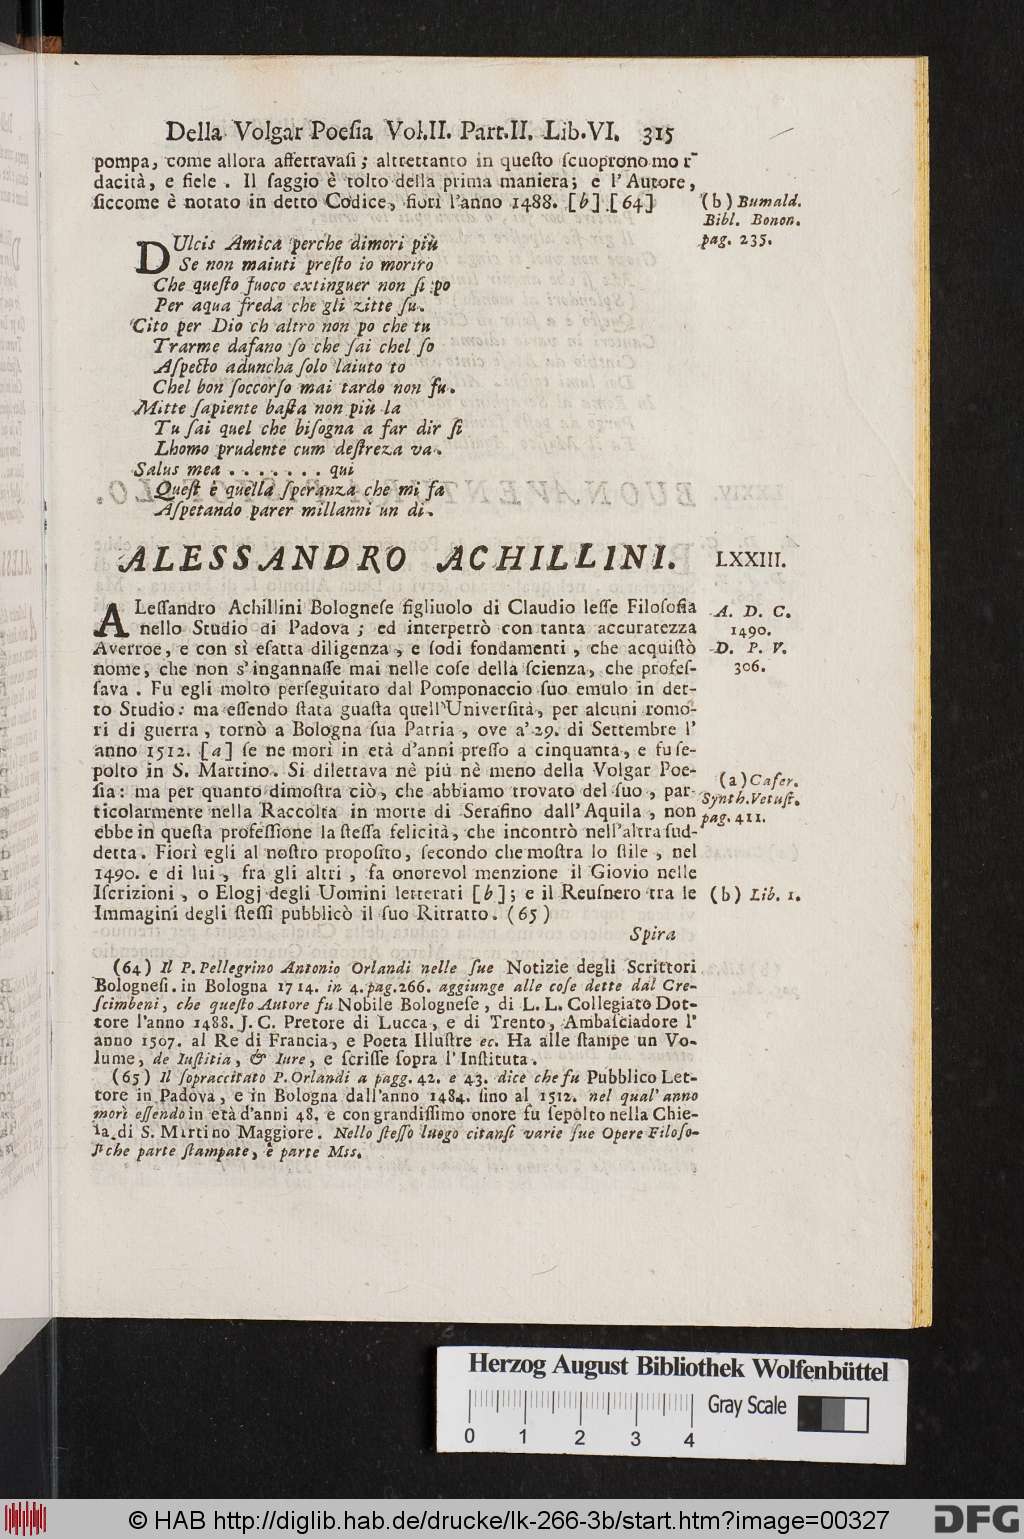 Della Volgar Poeſia Vol.II. Part.II. Lib.VI. 315
pompa, come allora affettavaſi; altrettanto in queſto ſcuoprono mor-
dacità, e fiele. Il ſaggio è tolto della prima maniera; e l'Autore,
ſiccome è notato in detto Codice, fiorì l'anno 1488. [b] [64]
(b) Bumald.
Bibl. Bonon.
pag. 235.
DUlcis Amica perche dimori più
Se non maiuti preſto io moriro
Che queſto fuoco extinguer non ſi po
Per aqua freda che gli zitte ſu.
Cito per Dio ch altro non po che tu
Trarme dafano ſo che ſai chel ſo
Aſpecto aduncha ſolo laiuto to
Chel bon ſoccorſo mai tardo non fu.
Mitte ſapiente baſta non più la
Tu ſai quel che biſogna a far dir ſi
Lhomo prudente cum deſtreza va.
Salus mea . . . . . . . qui
Queſt è quella ſperanza che mi fa
Aſpetando parer millanni un di.
ALESSANDRO ACHILLINI.
LXXIII.
ALeſſandro Achillini Bologneſe figliuolo di Claudio leſſe Filoſofia
nello Studio di Padova; ed interpetrò con tanta accuratezza
Averroe, e con sì eſatta diligenza, e ſodi fondamenti, che acquiſtò
nome, che non s'ingannaſſe mai nelle coſe della ſcienza, che profeſ-
ſava. Fu egli molto perſeguitato dal Pomponaccio ſuo emulo in det-
to Studio: ma eſſendo ſtata guaſta quell'Univerſità, per alcuni romo-
ri di guerra, tornò a Bologna ſua Patria, ove a' 29. di Settembre l'
anno 1512. [a] ſe ne morì in età d'anni preſſo a cinquanta, e fu ſe-
polto in S. Martino. Si dilettava nè più nè meno della Volgar Poe-
ſia: ma per quanto dimoſtra ciò, che abbiamo trovato del ſuo, par-
ticolarmente nella Raccolta in morte di Serafino dall'Aquila, non
ebbe in queſta profeſſione la ſteſſa felicità, che incontrò nell'altra ſud-
detta. Fiorì egli al noſtro propoſito, ſecondo che moſtra lo ſtile, nel
1490. e di lui, fra gli altri, fa onorevol menzione il Giovio nelle
Iſcrizioni, o Elogj degli Uomini letterati [b]; e il Reuſnero tra le
Immagini degli ſteſſi pubblicò il ſuo Ritratto. (65)
Spira
A. D. C.
1490.
D. P. V.
306.
(a) Caſer.
Synth. Vetuſt.
pag. 411.
(b) Lib. 1.
(64) Il P. Pellegrino Antonio Orlandi nelle ſue Notizie degli Scrittori
Bologneſi. in Bologna 1714. in 4. pag. 266. aggiunge alle coſe dette dal Cre-
ſcimbeni, che queſto Autore fu Nobile Bologneſe, di L. L. Collegiato Dot-
tore l'anno 1488. J. C. Pretore di Lucca, e di Trento, Ambaſciadore l'
anno 1507. al Re di Francia, e Poeta Illuſtre ec. Ha alle ſtampe un Vo-
lume, de Iuſtitia, & Iure, e ſcriſſe ſopra l'Inſtituta.
(65) Il ſopraccitato P. Orlandi a pagg. 42. e 43. dice che fu Pubblico Let-
tore in Padova, e in Bologna dall'anno 1484. ſino al 1512. nel qual'anno
morì eſſendo in età d'anni 48. e con grandiſſimo onore fu ſepolto nella Chie-
ſa di S. Martino Maggiore. Nello ſteſſo luogo citanſi varie ſue Opere Filoſo-
fiche parte ſtampate, e parte Mss.
Herzog August Bibliothek Wolfenbüttel
Gray Scale
0 1 2 3 4
© HAB http://diglib.hab.de/drucke/lk-266-3b/start.htm?image=00327
DFG